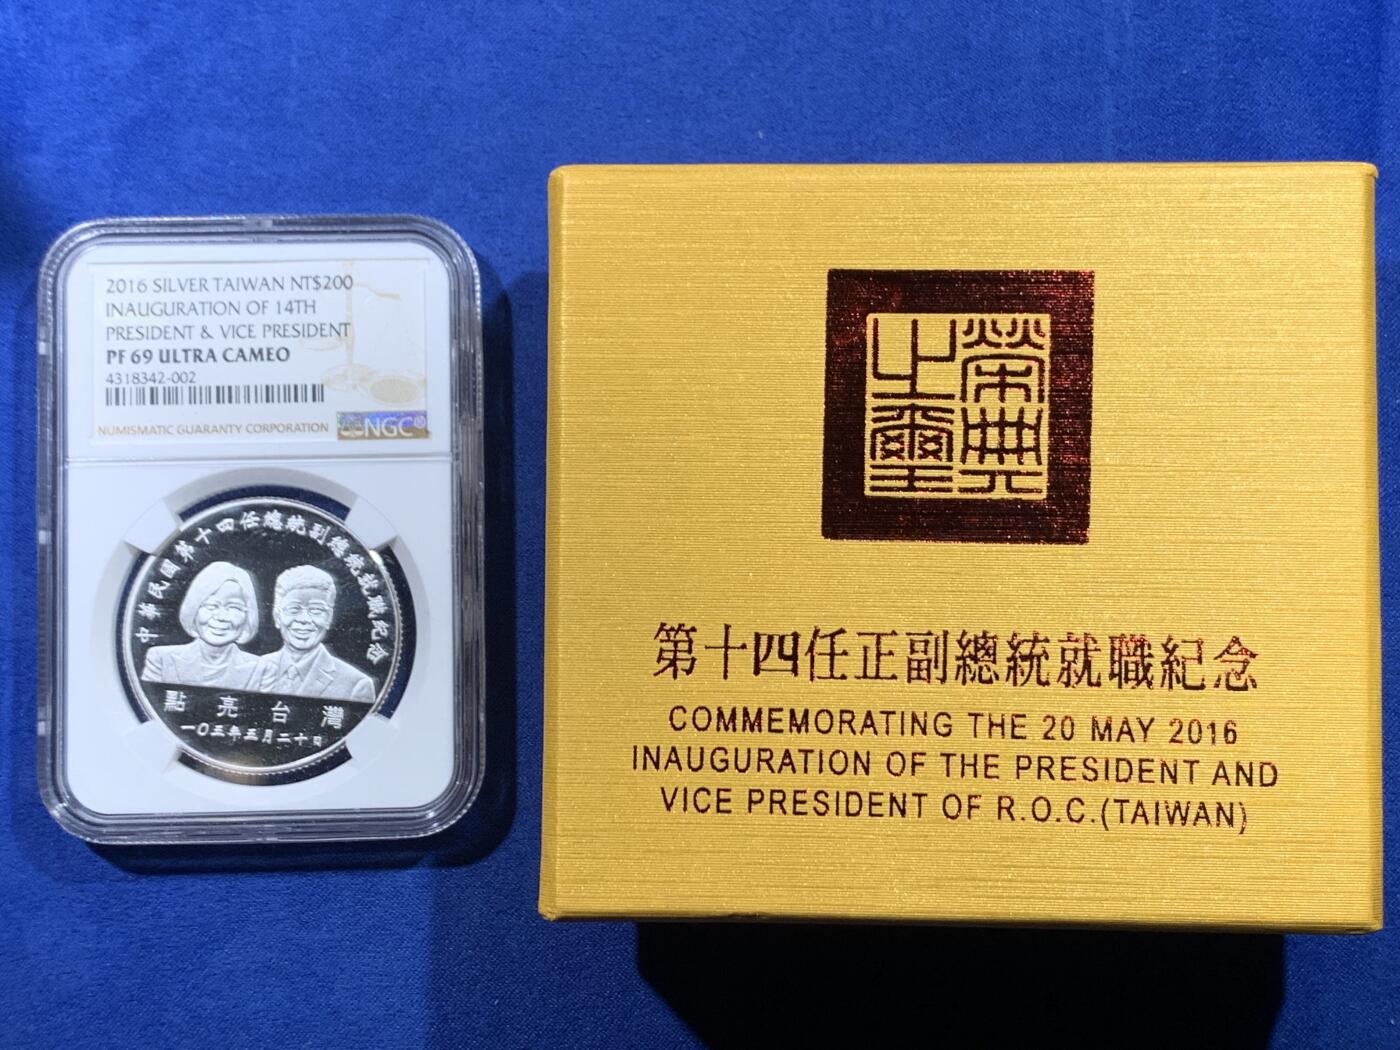 2016 SILVER TAIWAN NT$200
INAUGURATION OF 14TH
PRESIDENT & VICE PRESIDENT
PF 69 ULTRA CAMEO
4318342-002
NUMISMATIC GUARANTY CORPORATION
NGC®
中華民國第十四任總統副總統就職紀念
點亮台灣
一〇五年五月二十日
榮典之璽
第十四任正副總統就職紀念
COMMEMORATING THE 20 MAY 2016
INAUGURATION OF THE PRESIDENT AND
VICE PRESIDENT OF R.O.C.(TAIWAN)